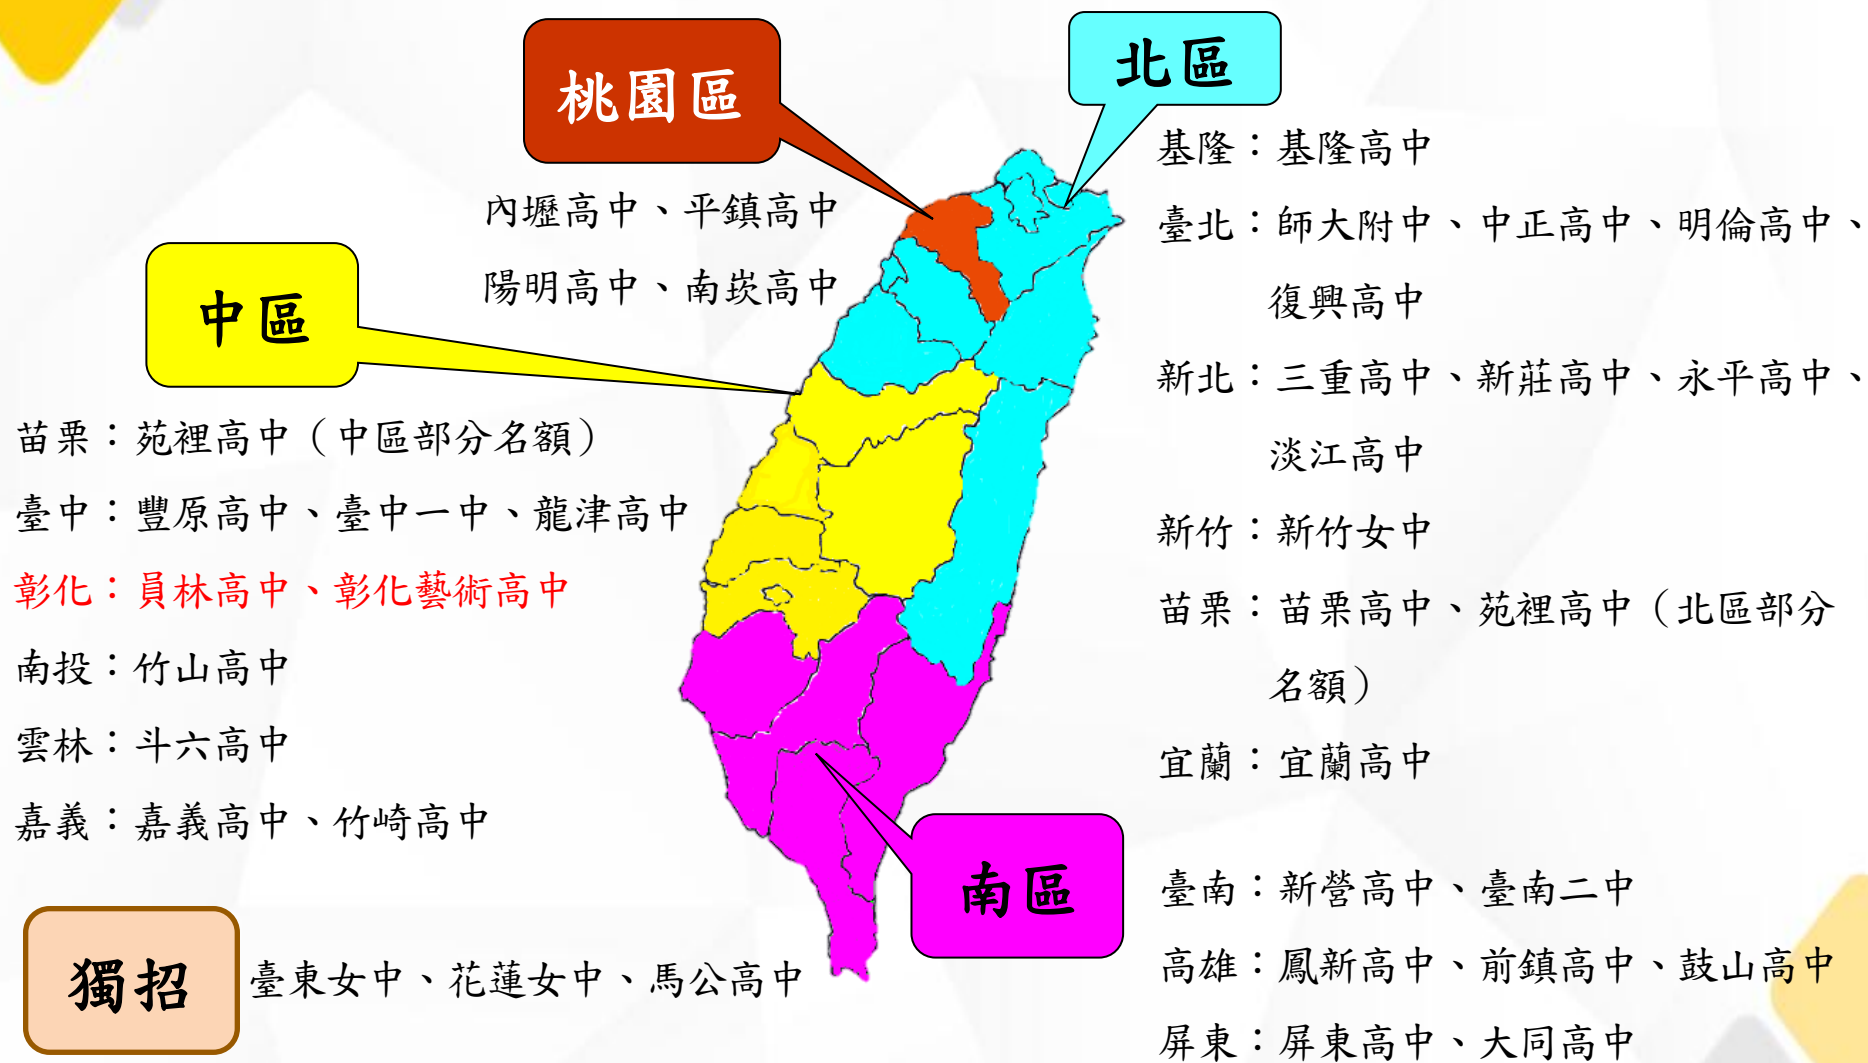 桃園區
內壢高中、平鎮高中
陽明高中、南崁高中
北區
基隆：基隆高中
臺北：師大附中、中正高中、明倫高中、
復興高中
新北：三重高中、新莊高中、永平高中、
淡江高中
新竹：新竹女中
苗栗：苗栗高中、苑裡高中（北區部分
名額）
宜蘭：宜蘭高中
中區
苗栗：苑裡高中（中區部分名額）
臺中：豐原高中、臺中一中、龍津高中
彰化：員林高中、彰化藝術高中
南投：竹山高中
雲林：斗六高中
嘉義：嘉義高中、竹崎高中
南區
臺南：新營高中、臺南二中
高雄：鳳新高中、前鎮高中、鼓山高中
屏東：屏東高中、大同高中
獨招
臺東女中、花蓮女中、馬公高中